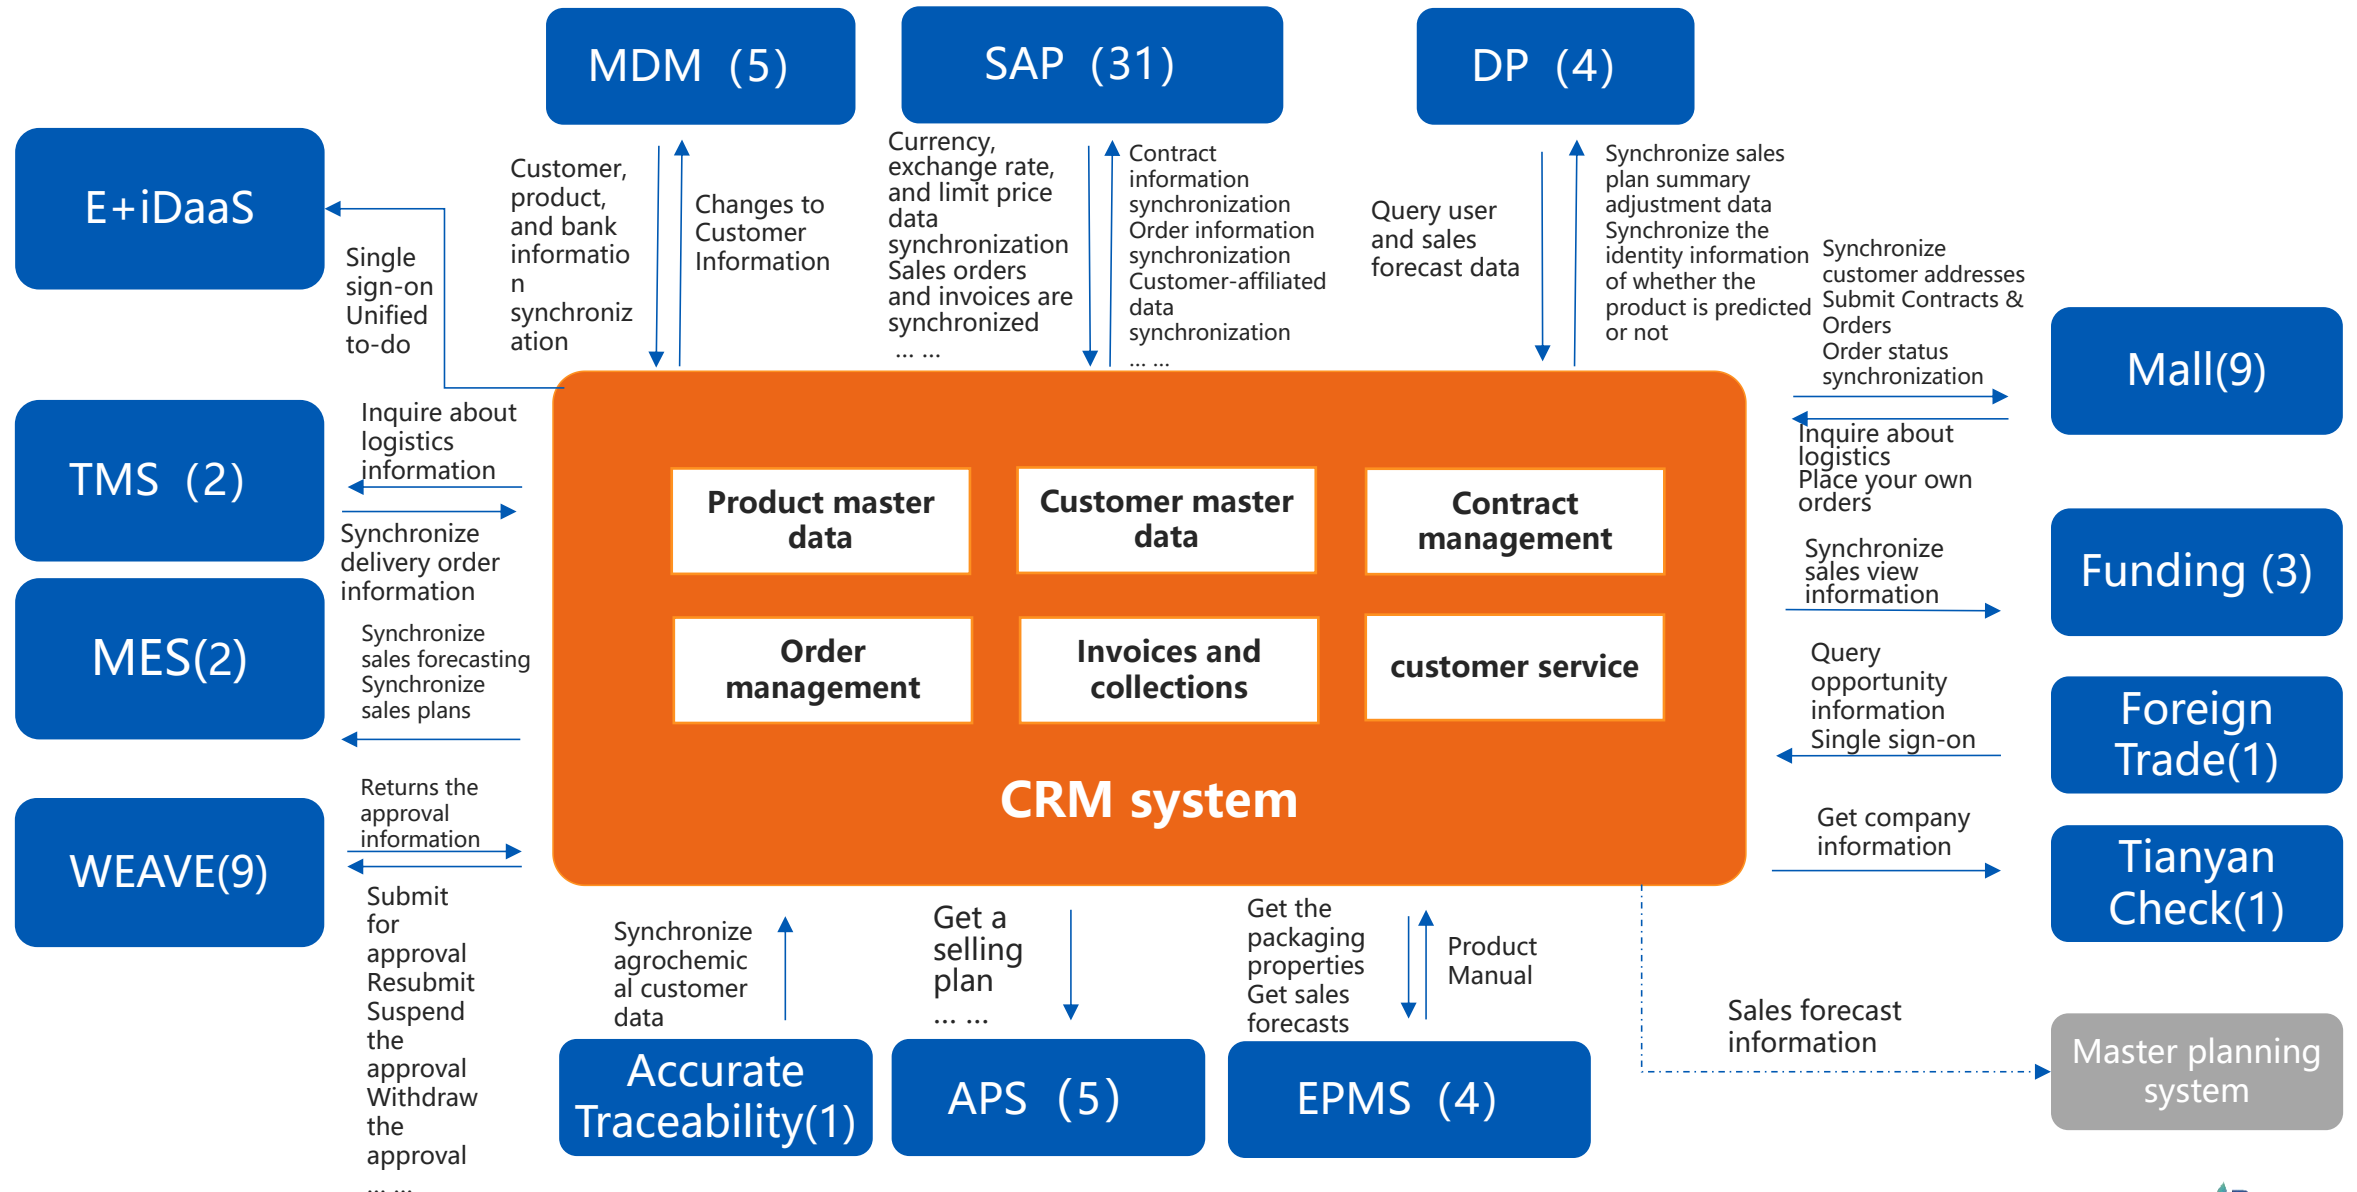 MDM（5）
SAP（31）
DP（4）
E+iDaaS
Single
sign-on
Unified
to-do
Customer,
product,
and bank
informatio
n
synchroniz
ation
Changes to
Customer
Information
Currency,
exchange rate,
and limit price
data
synchronization
Sales orders
and invoices are
synchronized
... ...
Contract
information
synchronization
Order information
synchronization
Customer-affiliated
data
synchronization
... ...
Query user
and sales
forecast data
Synchronize sales
plan summary
adjustment data
Synchronize the
identity information
of whether the
product is predicted
or not
Synchronize
customer addresses
Submit Contracts &
Orders
Order status
synchronization
Mall(9)
Inquire about
logistics
Place your own
orders
TMS（2）
Inquire about
logistics
information
Synchronize
delivery order
information
MES(2)
Synchronize
sales forecasting
Synchronize
sales plans
WEAVE(9)
Returns the
approval
information
Submit
for
approval
Resubmit
Suspend
the
approval
Withdraw
the
approval
... ...
Product master
data
Customer master
data
Contract
management
Order
management
Invoices and
collections
customer service
CRM system
Synchronize
sales view
information
Funding (3)
Query
opportunity
information
Single sign-on
Foreign
Trade(1)
Get company
information
Tianyan
Check(1)
Synchronize
agrochemic
al customer
data
Accurate
Traceability(1)
Get a
selling
plan
... ...
APS（5）
Get the
packaging
properties
Get sales
forecasts
Product
Manual
EPMS（4）
Sales forecast
information
Master planning
system